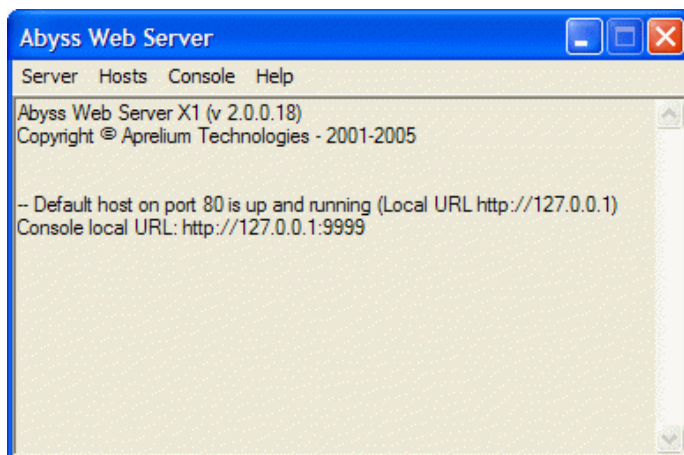 Abyss Web Server
Server Hosts Console Help
Abyss Web Server X1 (v 2.0.0.18)
Copyright © Aprelium Technologies - 2001-2005
-- Default host on port 80 is up and running (Local URL http://127.0.0.1)
Console local URL: http://127.0.0.1:9999